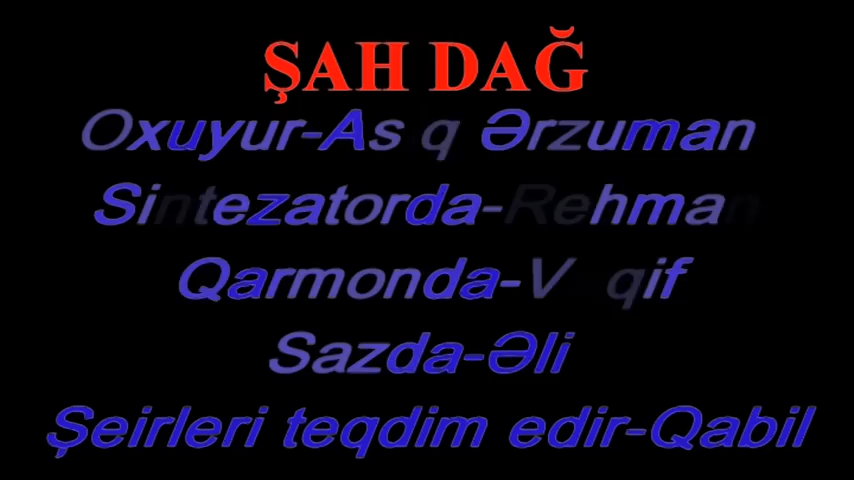 ŞAH DAĞ
Oxuyur-Ərzuman
Sintezatorda-Rehman
Qarmonda-
Sazda-Əli
Şeirleri teqdim edir-Qabil